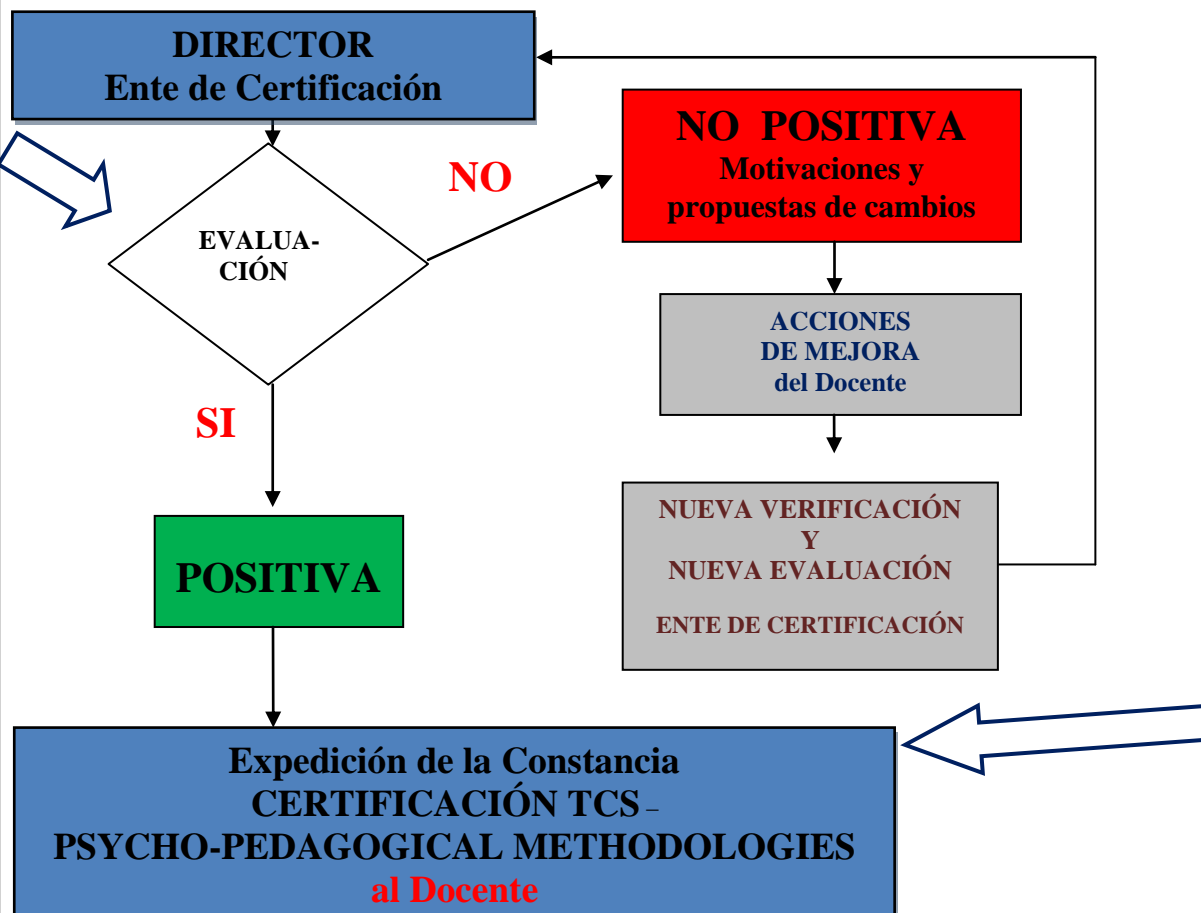 DIRECTOR
Ente de Certificación
NO POSITIVA
Motivaciones y
propuestas de cambios
NO
EVALUA-
CIÓN
ACCIONES
DE MEJORA
del Docente
SI
NUEVA VERIFICACIÓN
Y
NUEVA EVALUACIÓN
ENTE DE CERTIFICACIÓN
POSITIVA
Expedición de la Constancia
CERTIFICACIÓN TCS –
PSYCHO-PEDAGOGICAL METHODOLOGIES
al Docente